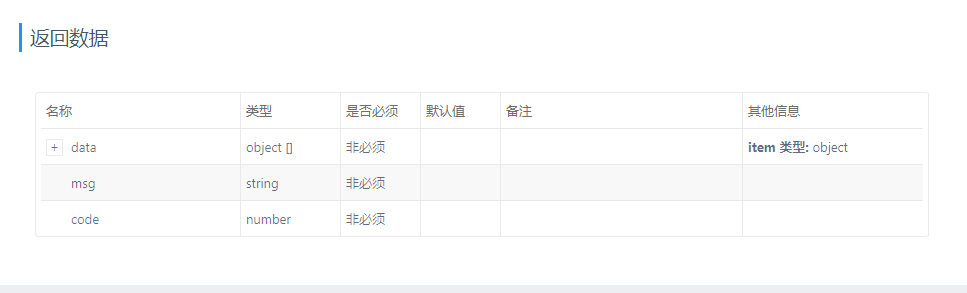 返回数据
名称 类型 是否必须 默认值 备注 其他信息
+ data object [] 非必须 item 类型: object
msg string 非必须
code number 非必须